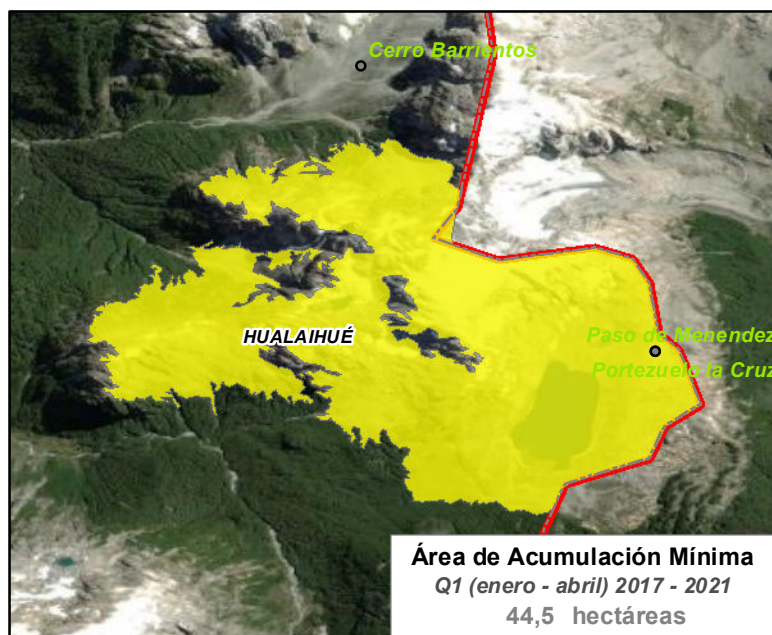 Cerro Barrientos
HUALAIHUÉ
Paso de Menendez
Portezuelo la Cruz
Área de Acumulación Mínima
Q1 (enero - abril) 2017 - 2021
44,5 hectáreas